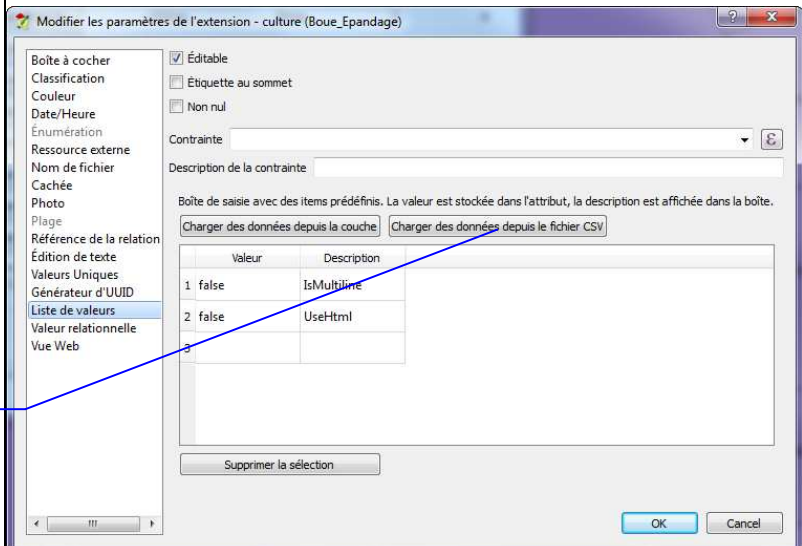 Modifier les paramètres de l'extension - culture (Boue_Epandage)
Boîte à cocher
Classification
Couleur
Date/Heure
Énumération
Ressource externe
Nom de fichier
Cachée
Photo
Plage
Référence de la relation
Édition de texte
Valeurs Uniques
Générateur d'UUID
Liste de valeurs
Valeur relationnelle
Vue Web
Éditable
Étiquette au sommet
Non nul
Contrainte
ε
Description de la contrainte
Boîte de saisie avec des items prédéfinis. La valeur est stockée dans l'attribut, la description est affichée dans la boîte.
Charger des données depuis la couche Charger des données depuis le fichier CSV
Valeur Description
1 false IsMultiline
2 false UseHtml
3
Supprimer la sélection
OK Cancel